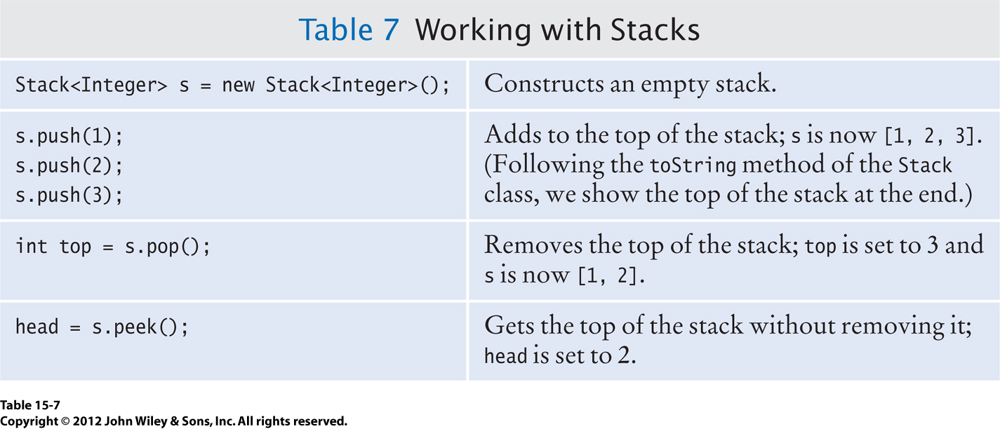 Table 7 Working with Stacks
Stack<Integer> s = new Stack<Integer>();
Constructs an empty stack.
s.push(1);
s.push(2);
s.push(3);
Adds to the top of the stack; s is now [1, 2, 3].
(Following the toString method of the Stack
class, we show the top of the stack at the end.)
int top = s.pop();
Removes the top of the stack; top is set to 3 and
s is now [1, 2].
head = s.peek();
Gets the top of the stack without removing it;
head is set to 2.
Table 15-7
Copyright © 2012 John Wiley & Sons, Inc. All rights reserved.